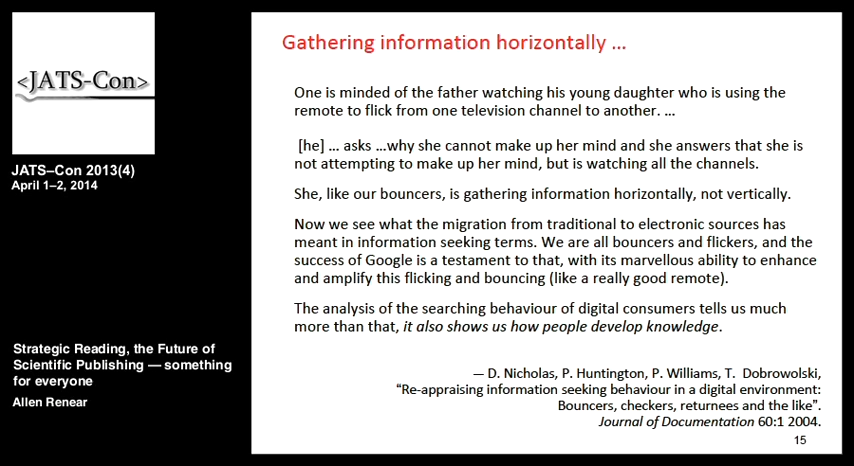 <JATS-Con>
JATS–Con 2013(4)
April 1–2, 2014
Strategic Reading, the Future of
Scientific Publishing — something
for everyone
Allen Renear
Gathering information horizontally ...
One is minded of the father watching his young daughter who is using the
remote to flick from one television channel to another. ...
[he] ... asks ...why she cannot make up her mind and she answers that she is
not attempting to make up her mind, but is watching all the channels.
She, like our bouncers, is gathering information horizontally, not vertically.
Now we see what the migration from traditional to electronic sources has
meant in information seeking terms. We are all bouncers and flickers, and the
success of Google is a testament to that, with its marvellous ability to enhance
and amplify this flicking and bouncing (like a really good remote).
The analysis of the searching behaviour of digital consumers tells us much
more than that, it also shows us how people develop knowledge.
— D. Nicholas, P. Huntington, P. Williams, T. Dobrowolski,
“Re-appraising information seeking behaviour in a digital environment:
Bouncers, checkers, returnees and the like”.
Journal of Documentation 60:1 2004.
15